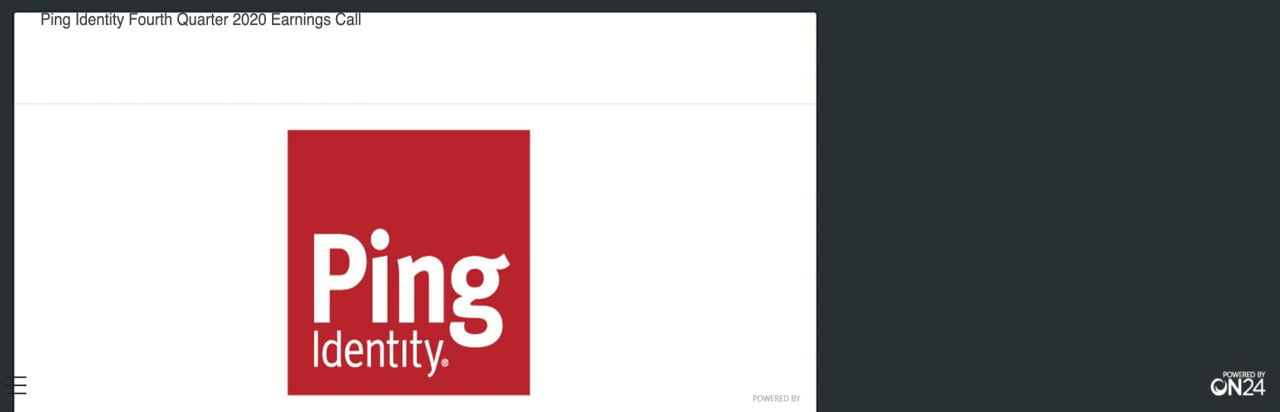 Ping Identity Fourth Quarter 2020 Earnings Call
Ping
Identity®
POWERED BY
POWERED BY
ON24